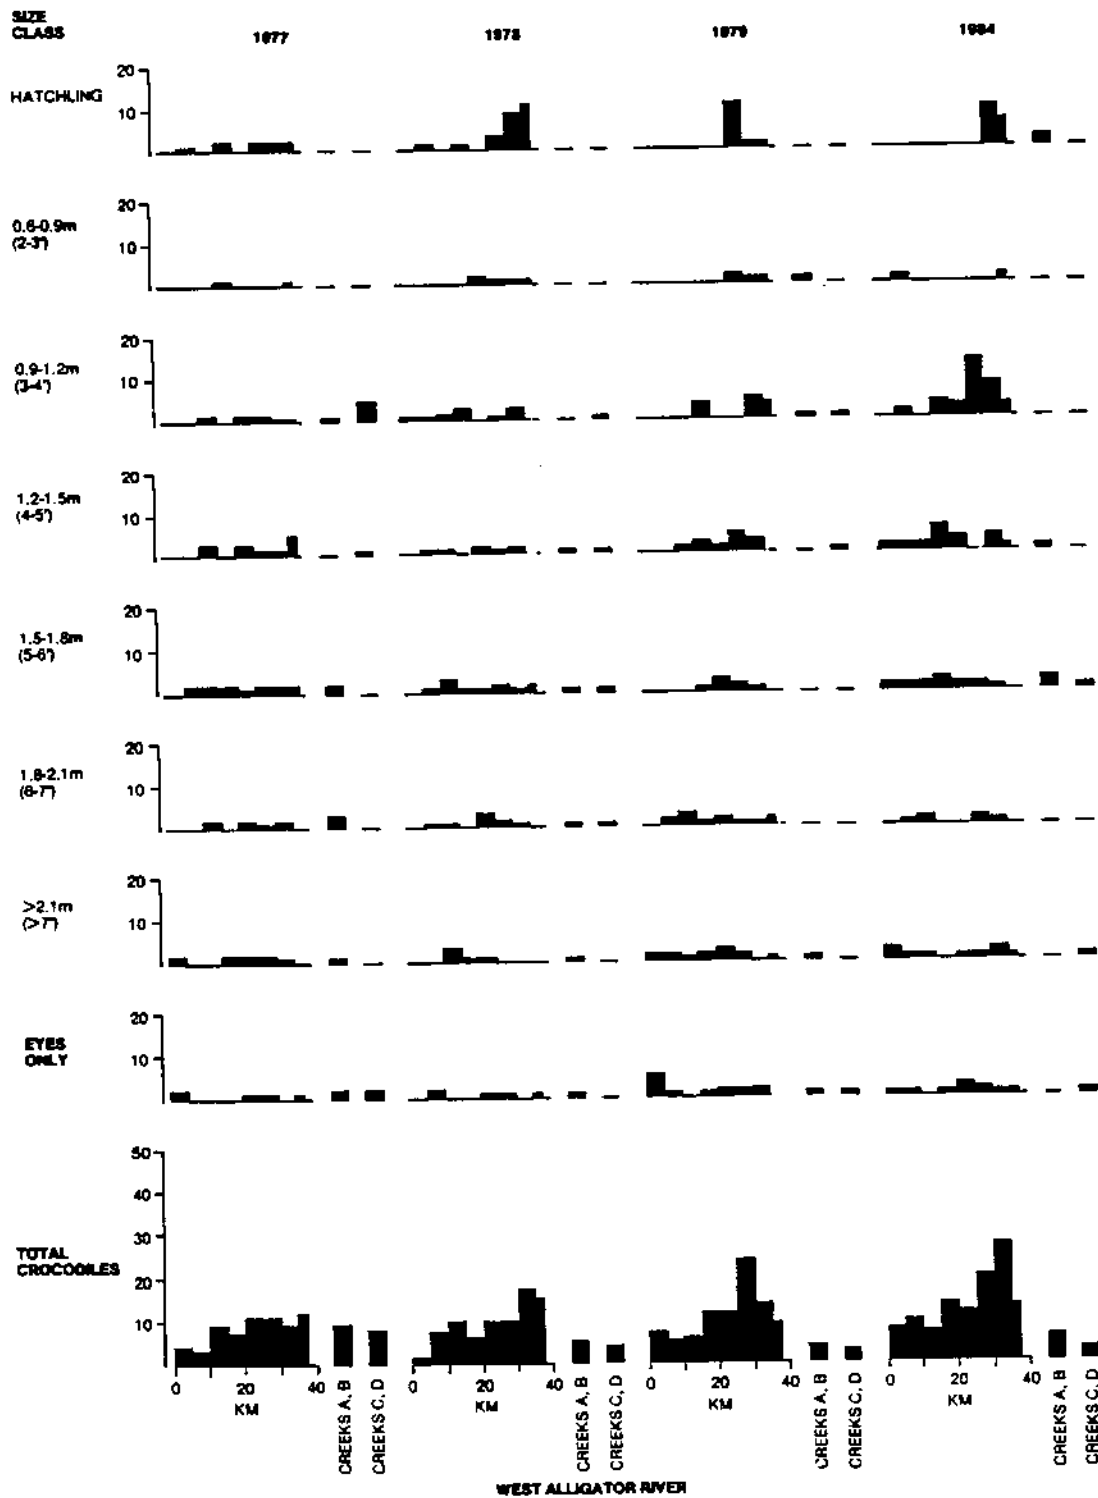 SIZE
CLASS
1977
1978
1979
1984
HATCHLING
20
10
0.6-0.9m
(2-3')
20
10
0.9-1.2m
(3-4')
20
10
1.2-1.5m
(4-5')
20
10
1.5-1.8m
(5-6')
20
10
1.8-2.1m
(6-7')
20
10
>2.1m
(>7')
20
10
EYES
ONLY
20
10
TOTAL
CROCODILES
50
40
30
20
10
0 20 40
KM
CREEKS A, B
CREEKS C, D
0 20 40
KM
CREEKS A, B
CREEKS C, D
0 20 40
KM
CREEKS A, B
CREEKS C, D
0 20 40
KM
CREEKS A, B
CREEKS C, D
WEST ALLIGATOR RIVER